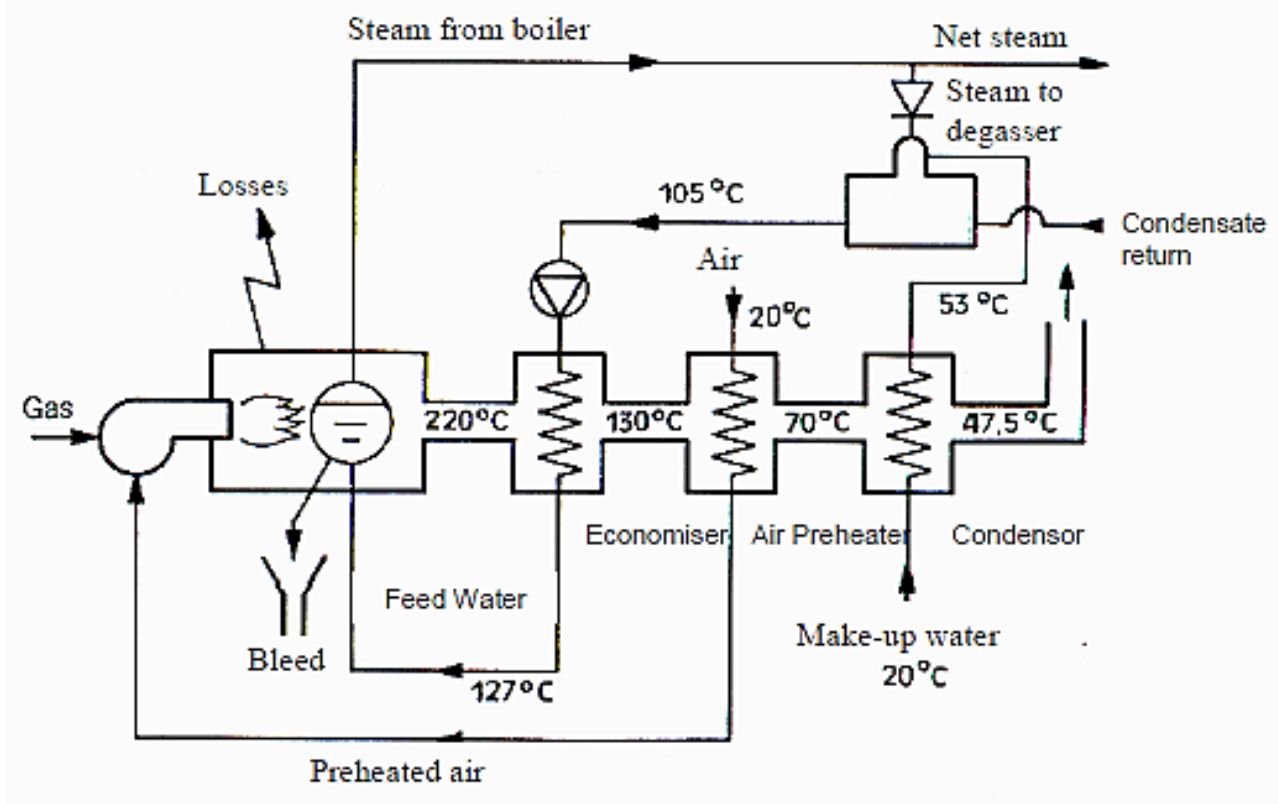 Steam from boiler
Net steam
Steam to
degasser
Losses
105°C
Condensate
return
Air
20°C
53°C
Gas
220°C
130°C
70°C
47,5°C
Economiser
Air Preheater
Condensor
Feed Water
Make-up water
20°C
Bleed
127°C
Preheated air